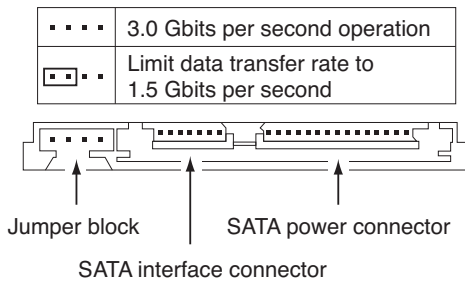 3.0 Gbits per second operation
Limit data transfer rate to
1.5 Gbits per second
Jumper block
SATA power connector
SATA interface connector